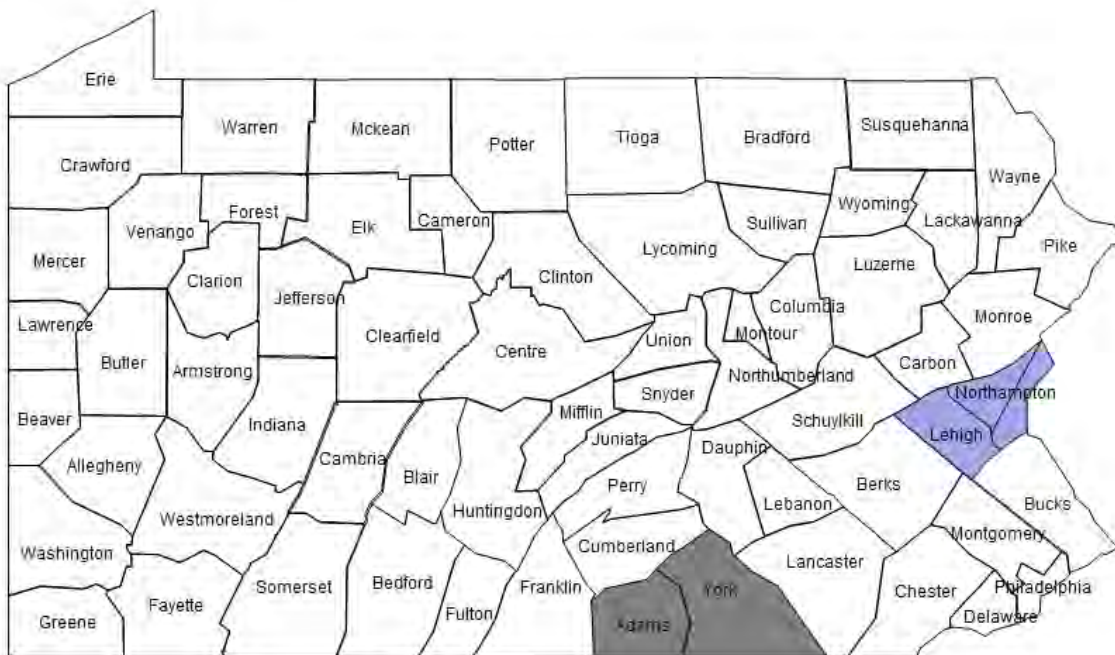 Erie
Warren
Mckean
Potter
Tioga
Bradford
Susquehanna
Crawford
Wayne
Venango
Forest
Elk
Cameron
Sullivan
Wyoming
Lackawanna
Mercer
Clarion
Lycoming
Pike
Jefferson
Clinton
Luzerne
Lawrence
Columbia
Monroe
Butler
Armstrong
Clearfield
Centre
Union
Montour
Carbon
Beaver
Indiana
Mifflin
Snyder
Northumberland
Northampton
Allegheny
Cambria
Blair
Juniata
Dauphin
Schuylkill
Lehigh
Westmoreland
Huntingdon
Perry
Lebanon
Berks
Bucks
Washington
Cumberland
Montgomery
Fayette
Somerset
Bedford
Fulton
Franklin
York
Lancaster
Chester
Philadelphia
Greene
Adams
Delaware